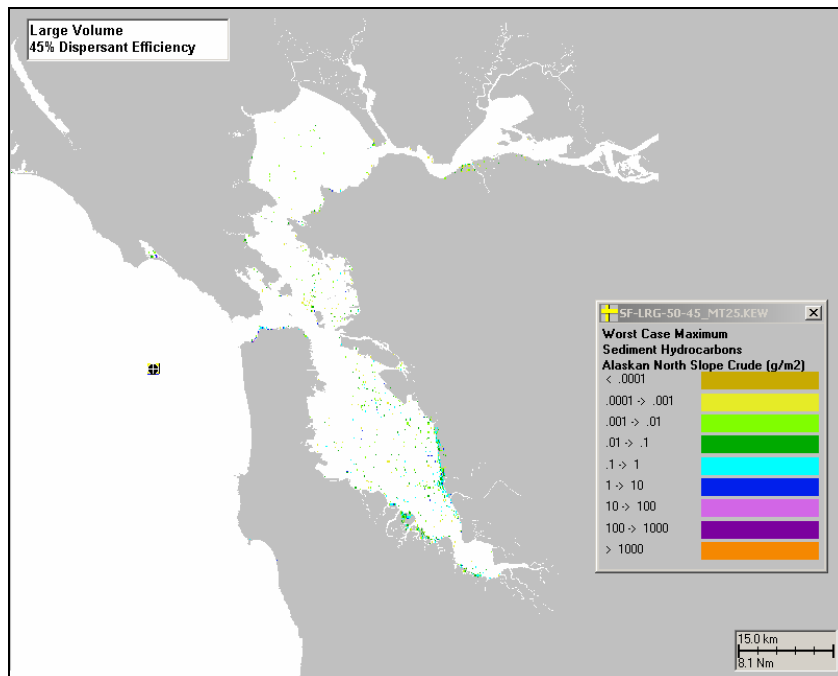 Large Volume
45% Dispersant Efficiency
SF-LRG-50-45_MT25.KEW
Worst Case Maximum
Sediment Hydrocarbons
Alaskan North Slope Crude (g/m2)
< .0001
.0001 -> .001
.001 -> .01
.01 -> .1
.1 -> 1
1 -> 10
10 -> 100
100 -> 1000
> 1000
15.0 km
8.1 Nm